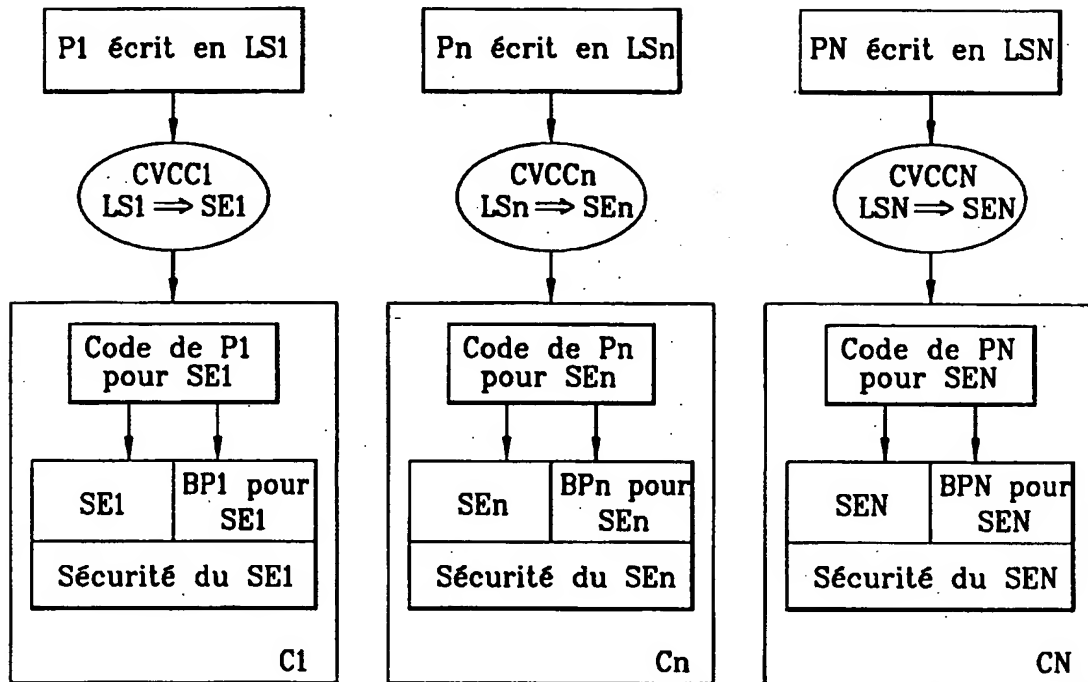 P1 écrit en LS1
CVCC1
LS1 ⟹ SE1
Code de P1
pour SE1
SE1
BP1 pour
SE1
Sécurité du SE1
C1
Pn écrit en LSn
CVCCn
LSn ⟹ SEn
Code de Pn
pour SEn
SEn
BPn pour
SEn
Sécurité du SEn
Cn
PN écrit en LSN
CVCCN
LSN ⟹ SEN
Code de PN
pour SEN
SEN
BPN pour
SEN
Sécurité du SEN
CN